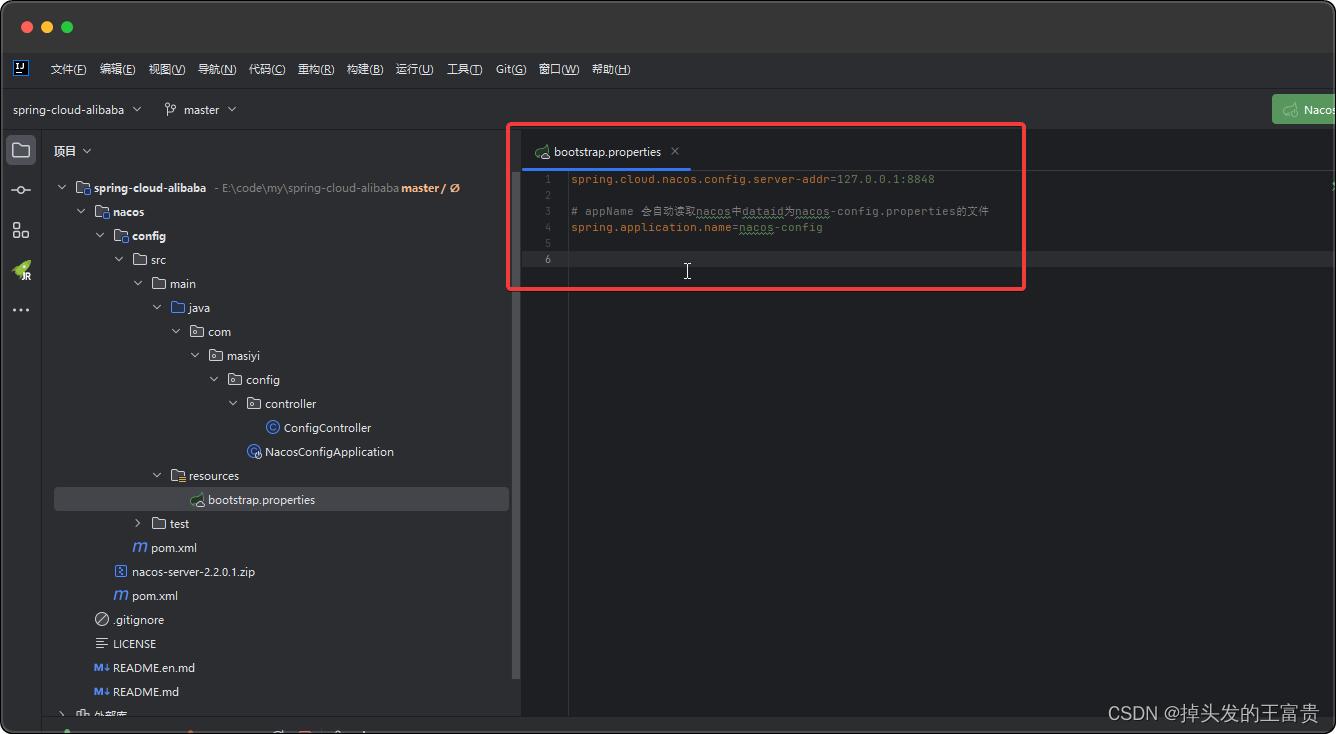 文件(F) 编辑(E) 视图(V) 导航(N) 代码(C) 重构(R) 构建(B) 运行(U) 工具(T) Git(G) 窗口(W) 帮助(H)
spring-cloud-alibaba master Nacos
项目
bootstrap.properties
spring-cloud-alibaba - E:\code\my\spring-cloud-alibaba master / Ø
nacos
config
src
main
java
com
masiyi
config
controller
ConfigController
NacosConfigApplication
resources
bootstrap.properties
test
pom.xml
nacos-server-2.2.0.1.zip
pom.xml
.gitignore
LICENSE
README.en.md
README.md
外部库
1 spring.cloud.nacos.config.server-addr=127.0.0.1:8848
2
3 # appName 会自动读取nacos中dataid为nacos-config.properties的文件
4 spring.application.name=nacos-config
5
6
CSDN @掉头发的王富贵